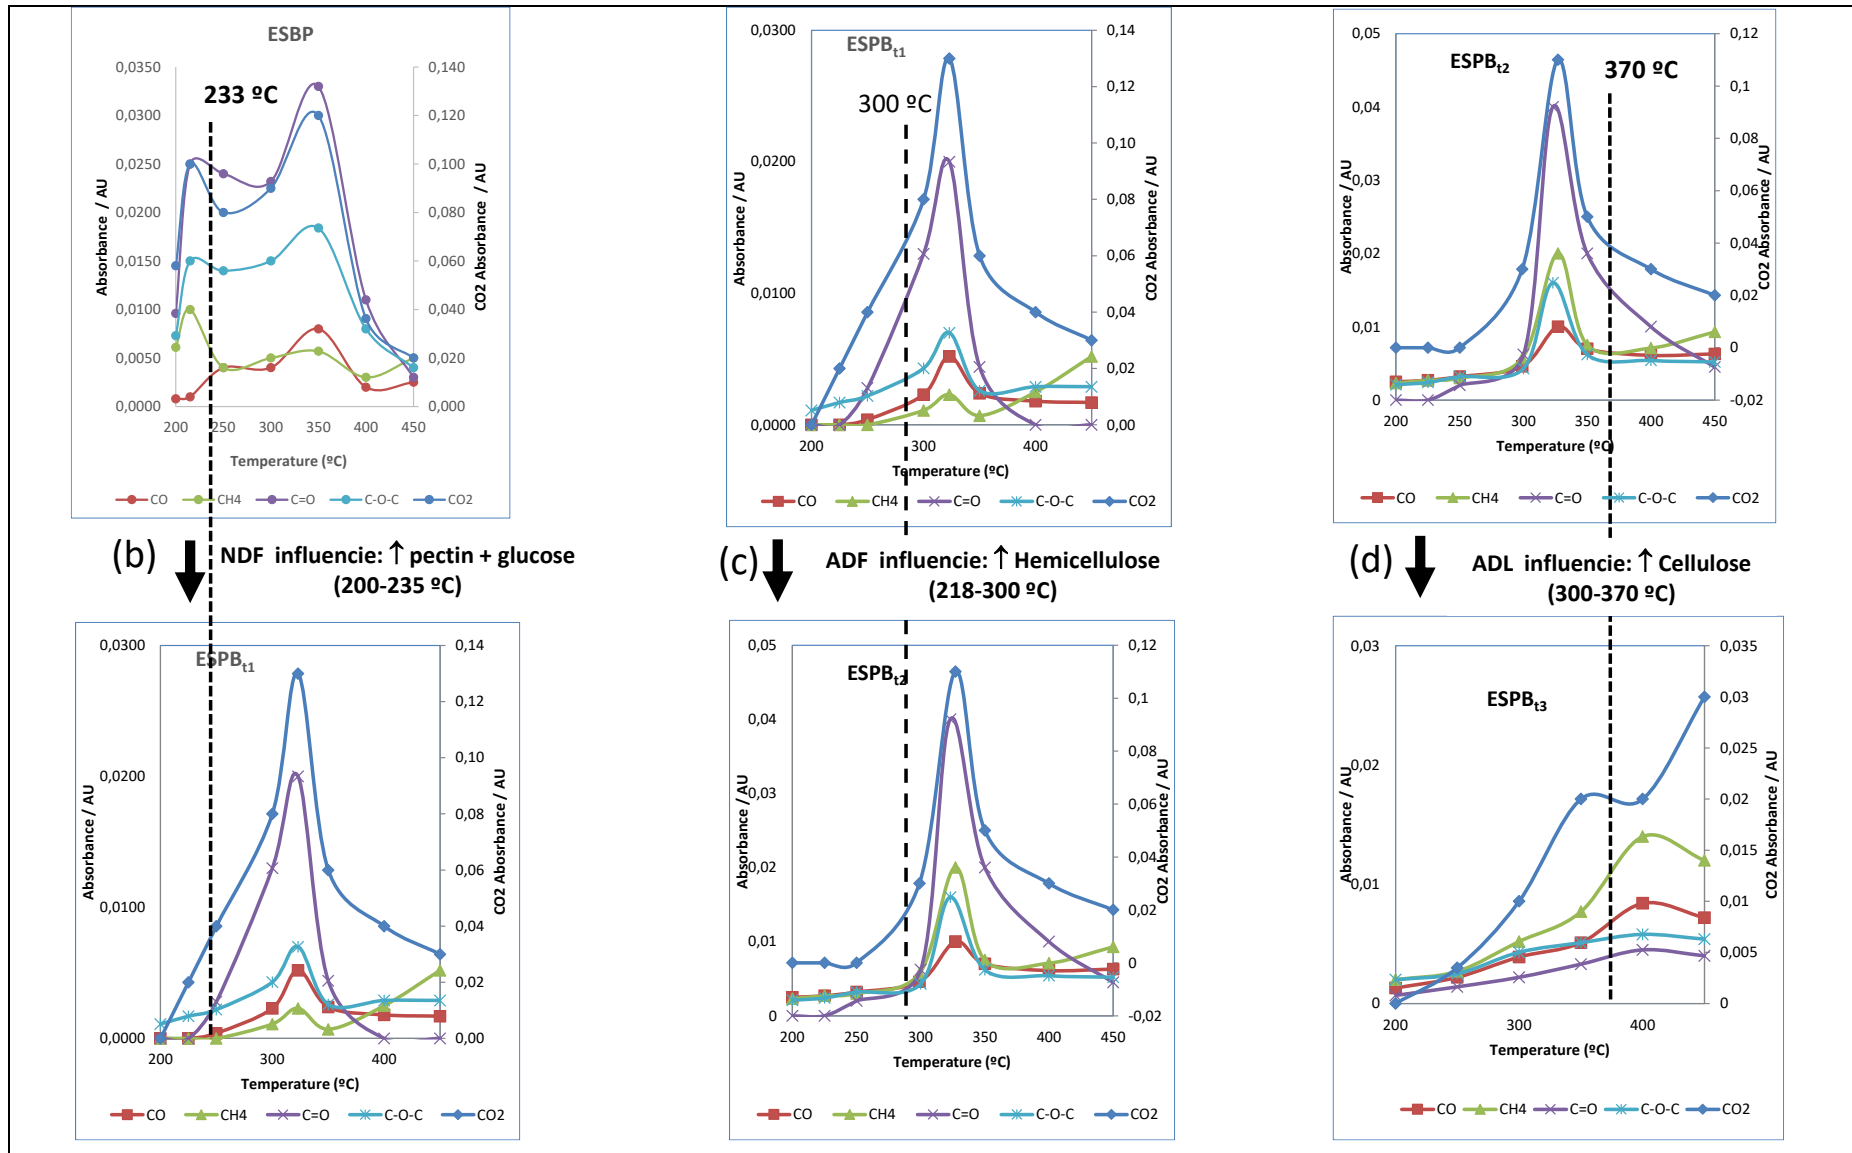 ESBP
233 ºC
0,0350
0,0300
0,0250
0,0200
0,0150
0,0100
0,0050
0,0000
Absorbance / AU
0,140
0,120
0,100
0,080
0,060
0,040
0,020
0,000
CO2 Absorbance / AU
200 250 300 350 400 450
Temperature (ºC)
CO CH4 C=O C-O-C CO2
ESPBt1
300 ºC
0,0300
0,0200
0,0100
0,0000
Absorbance / AU
0,14
0,12
0,10
0,08
0,06
0,04
0,02
0,00
CO2 Abosrbance / AU
200 300 400
Temperature (ºC)
CO CH4 C=O C-O-C CO2
ESPBt2
370 ºC
0,05
0,04
0,03
0,02
0,01
0
Absorbance / AU
0,12
0,1
0,08
0,06
0,04
0,02
0
-0,02
CO2 Absorbance / AU
200 250 300 350 400 450
Temperature (ºC)
CO CH4 C=O C-O-C CO2
(b) NDF influencie: ↑ pectin + glucose
(200-235 ºC)
(c) ADF influencie: ↑ Hemicellulose
(218-300 ºC)
(d) ADL influencie: ↑ Cellulose
(300-370 ºC)
ESPBt1
0,0300
0,0200
0,0100
0,0000
Absorbance / AU
0,14
0,12
0,10
0,08
0,06
0,04
0,02
0,00
CO2 Abosrbance / AU
200 300 400
Temperature (ºC)
CO CH4 C=O C-O-C CO2
ESPBt2
0,05
0,04
0,03
0,02
0,01
0
Absorbance / AU
0,12
0,1
0,08
0,06
0,04
0,02
0
-0,02
CO2 Absorbance / AU
200 250 300 350 400 450
Temperature (ºC)
CO CH4 C=O C-O-C CO2
ESPBt3
0,03
0,02
0,01
0
Absorbance / AU
0,035
0,03
0,025
0,02
0,015
0,01
0,005
0
CO2 Absorbance / AU
200 300 400
Temperature (ºC)
CO CH4 C=O C-O-C CO2